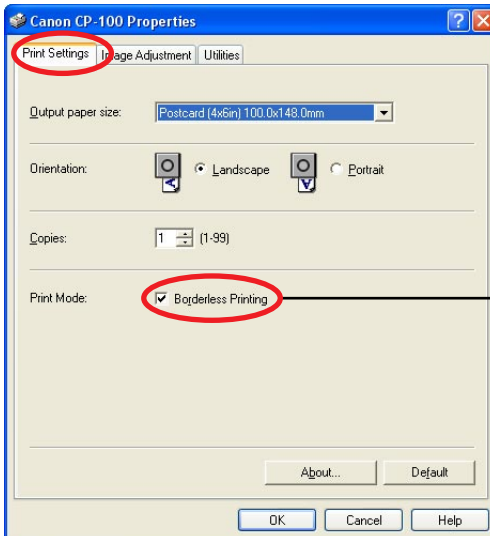 Canon CP-100 Properties
Print Settings Image Adjustment Utilities
Output paper size: Postcard (4x6in) 100.0x148.0mm
Orientation: A Landscape A Portrait
Copies: 1 (1-99)
Print Mode: Borderless Printing
About... Default
OK Cancel Help